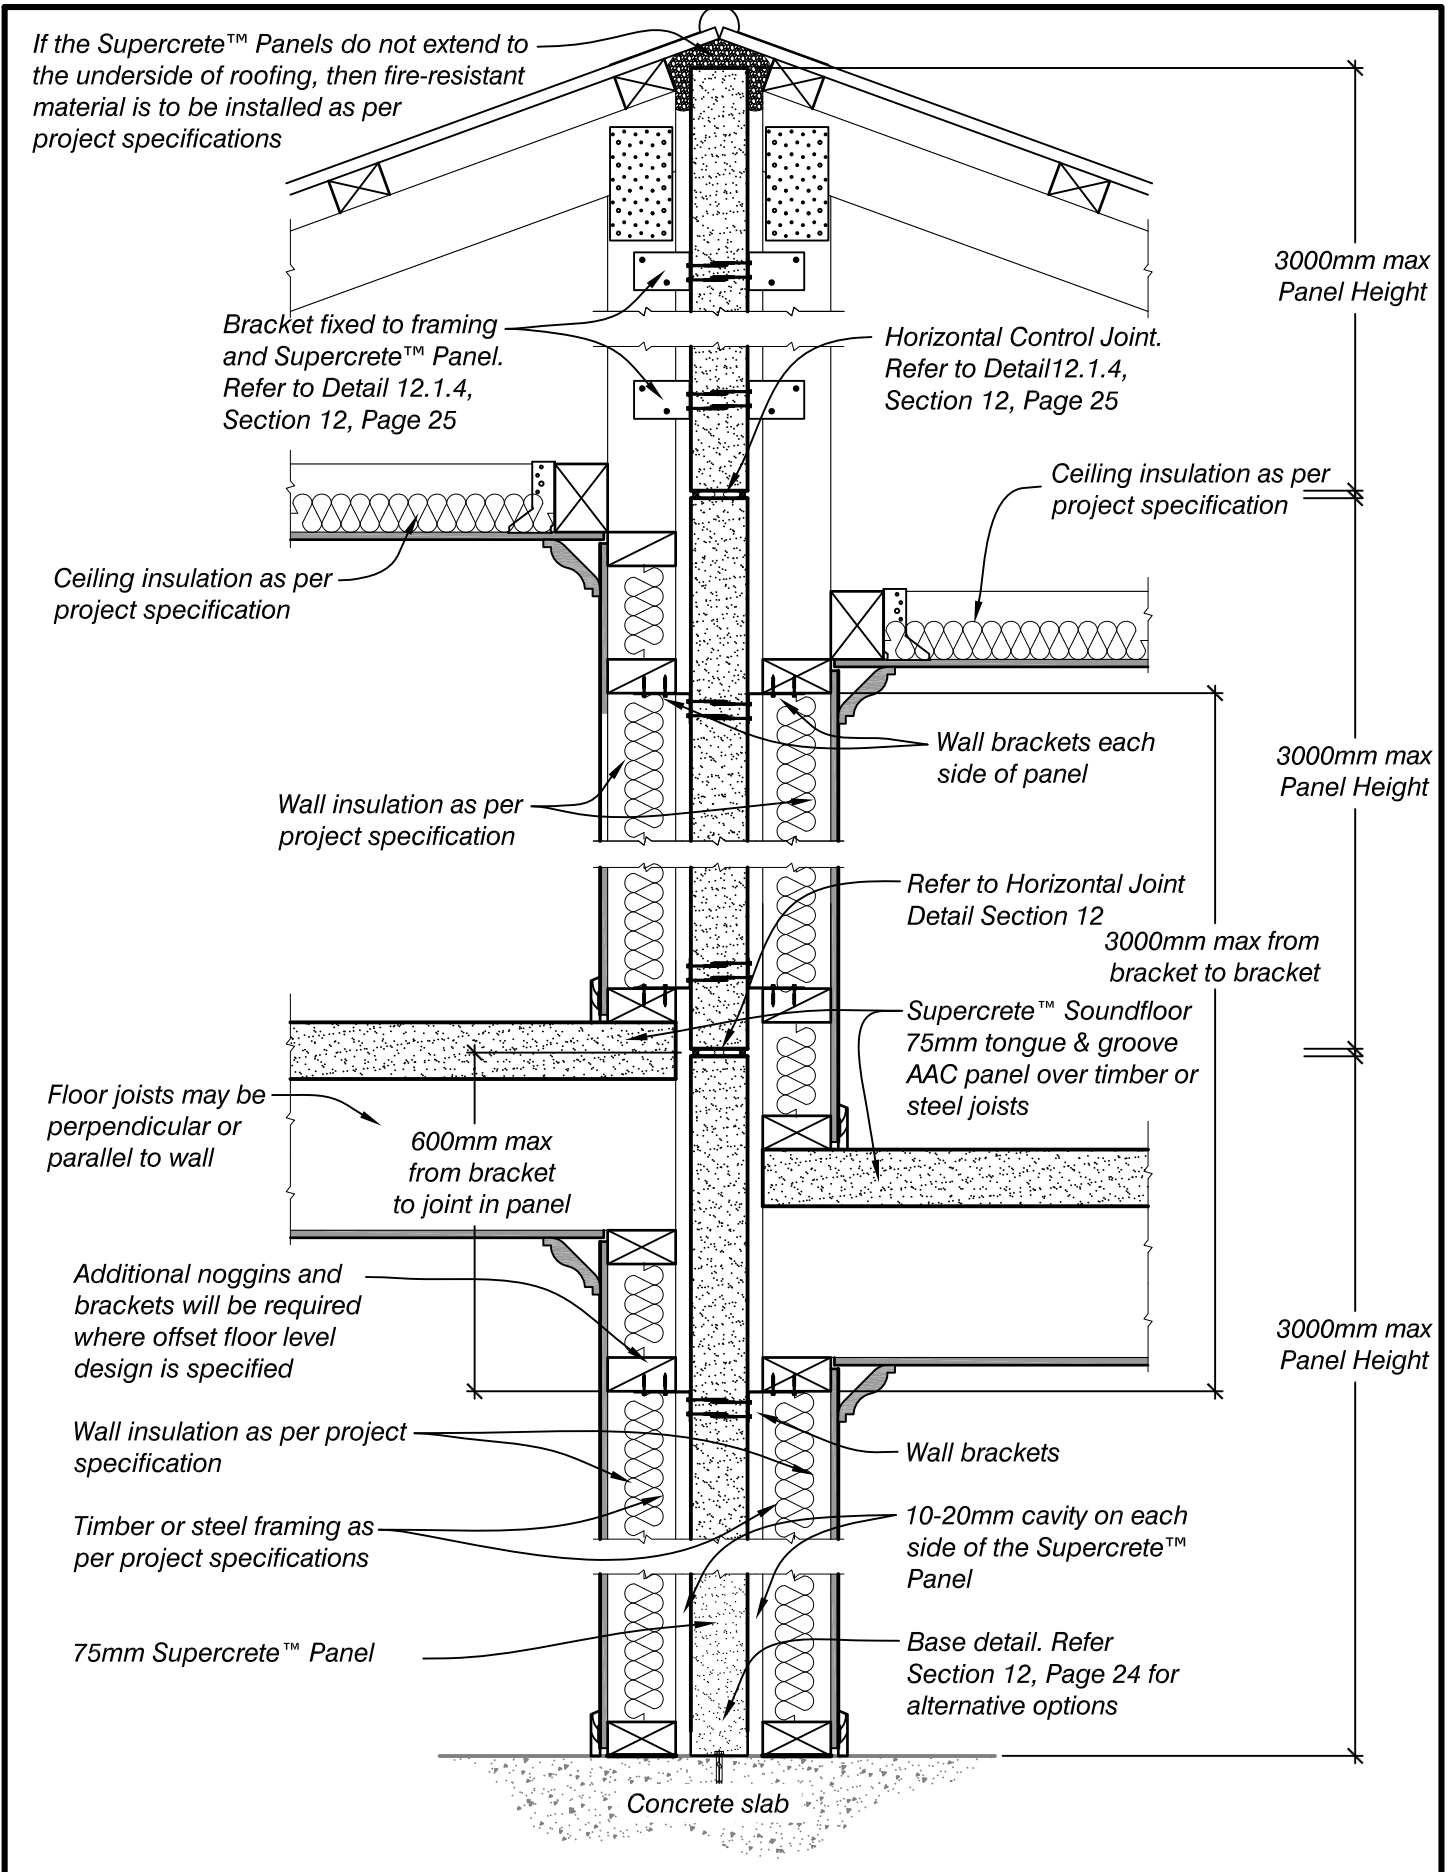 If the Supercrete™ Panels do not extend to
the underside of roofing, then fire-resistant
material is to be installed as per
project specifications
3000mm max
Panel Height
Bracket fixed to framing
and Supercrete™ Panel.
Refer to Detail 12.1.4,
Section 12, Page 25
Horizontal Control Joint.
Refer to Detail12.1.4,
Section 12, Page 25
Ceiling insulation as per
project specification
Ceiling insulation as per
project specification
Wall brackets each
side of panel
3000mm max
Panel Height
Wall insulation as per
project specification
Refer to Horizontal Joint
Detail Section 12
3000mm max from
bracket to bracket
Supercrete™ Soundfloor
75mm tongue & groove
AAC panel over timber or
steel joists
Floor joists may be
perpendicular or
parallel to wall
600mm max
from bracket
to joint in panel
Additional noggins and
brackets will be required
where offset floor level
design is specified
3000mm max
Panel Height
Wall insulation as per project
specification
Wall brackets
Timber or steel framing as
per project specifications
10-20mm cavity on each
side of the Supercrete™
Panel
75mm Supercrete™ Panel
Base detail. Refer
Section 12, Page 24 for
alternative options
Concrete slab